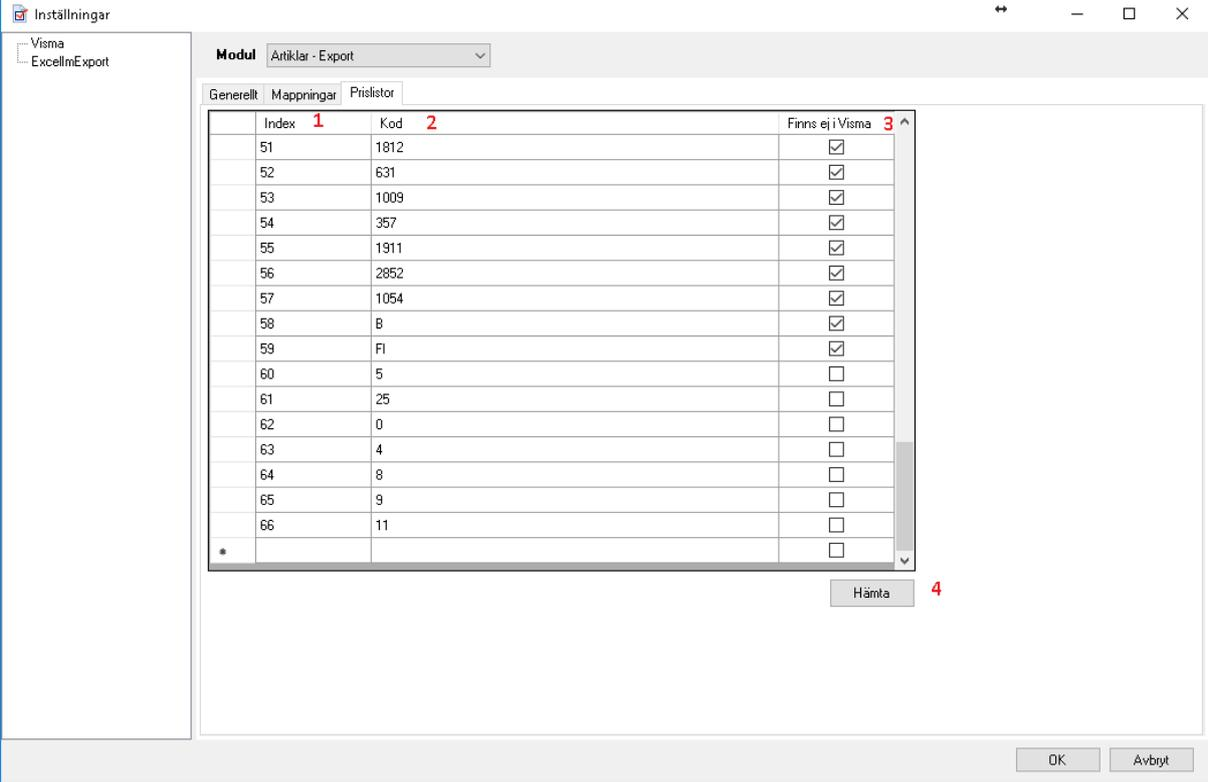 Inställningar
Visma
ExcelImExport
Modul Artiklar - Export
Generellt Mappningar Prislistor
Index 1 Kod 2 Finns ej i Visma 3
51 1812
52 631
53 1009
54 357
55 1911
56 2852
57 1054
58 B
59 FI
60 5
61 25
62 0
63 4
64 8
65 9
66 11
*
Hämta 4
OK Avbryt